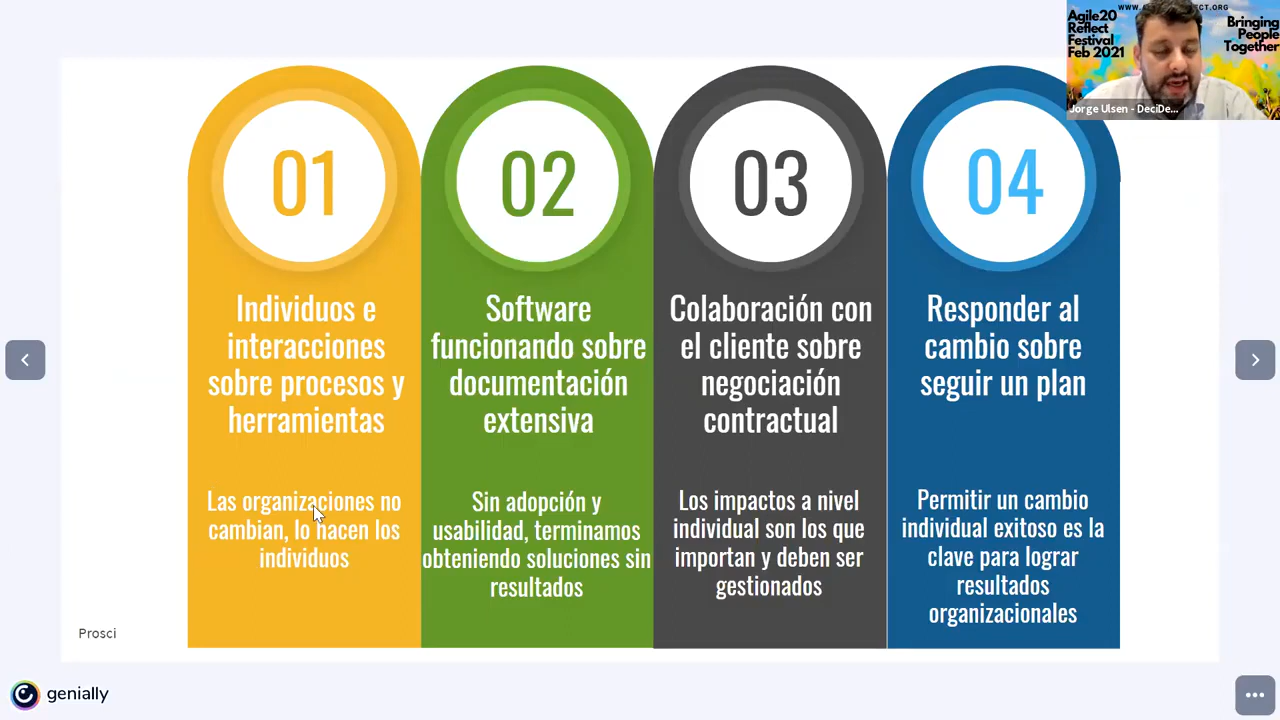 WWW.
CT.ORG
Agile20
Reflect
Festival
Feb 2021
Bringing
People
Together
Jorge Ulsen - DeciDe...
01
Individuos e
interacciones
sobre procesos y
herramientas
Las organizaciones no
cambian, lo hacen los
individuos
02
Software
funcionando sobre
documentación
extensiva
Sin adopción y
usabilidad, terminamos
obteniendo soluciones sin
resultados
03
Colaboración con
el cliente sobre
negociación
contractual
Los impactos a nivel
individual son los que
importan y deben ser
gestionados
04
Responder al
cambio sobre
seguir un plan
Permitir un cambio
individual exitoso es la
clave para lograr
resultados
organizacionales
Prosci
genially